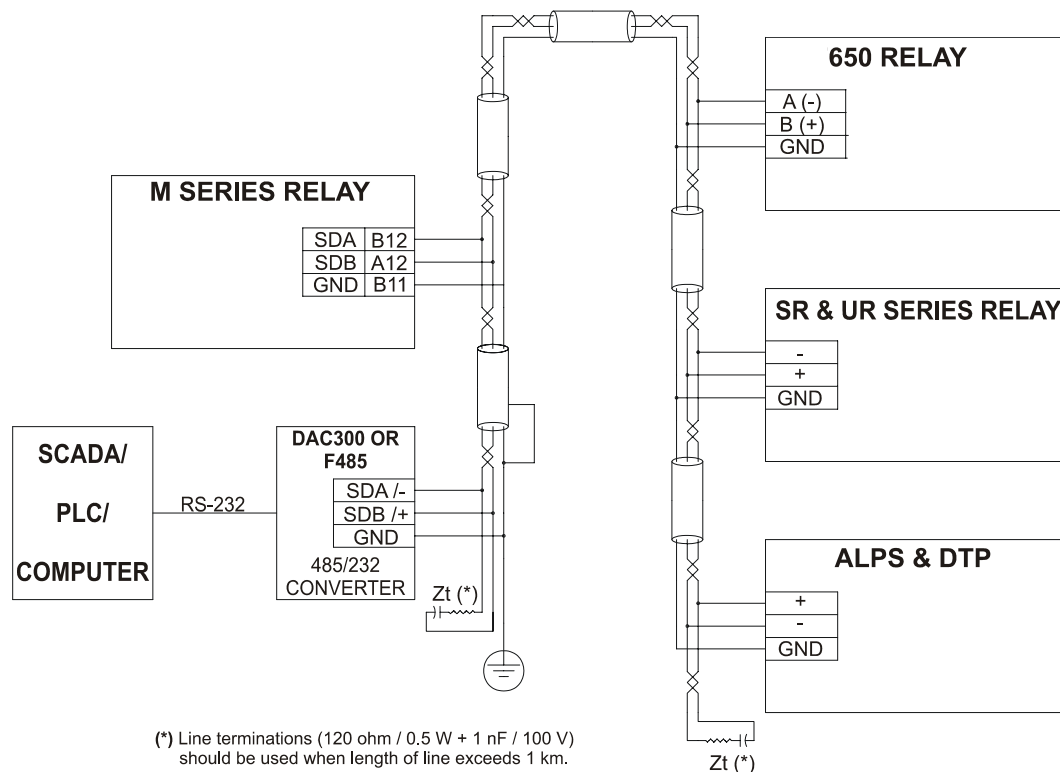 650 RELAY
A (-)
B (+)
GND
M SERIES RELAY
SDA B12
SDB A12
GND B11
SR & UR SERIES RELAY
-
+
GND
SCADA/
PLC/
COMPUTER
RS-232
DAC300 OR
F485
SDA /-
SDB /+
GND
485/232
CONVERTER
Zt (*)
ALPS & DTP
+
-
GND
Zt (*)
(*) Line terminations (120 ohm / 0.5 W + 1 nF / 100 V)
should be used when length of line exceeds 1 km.